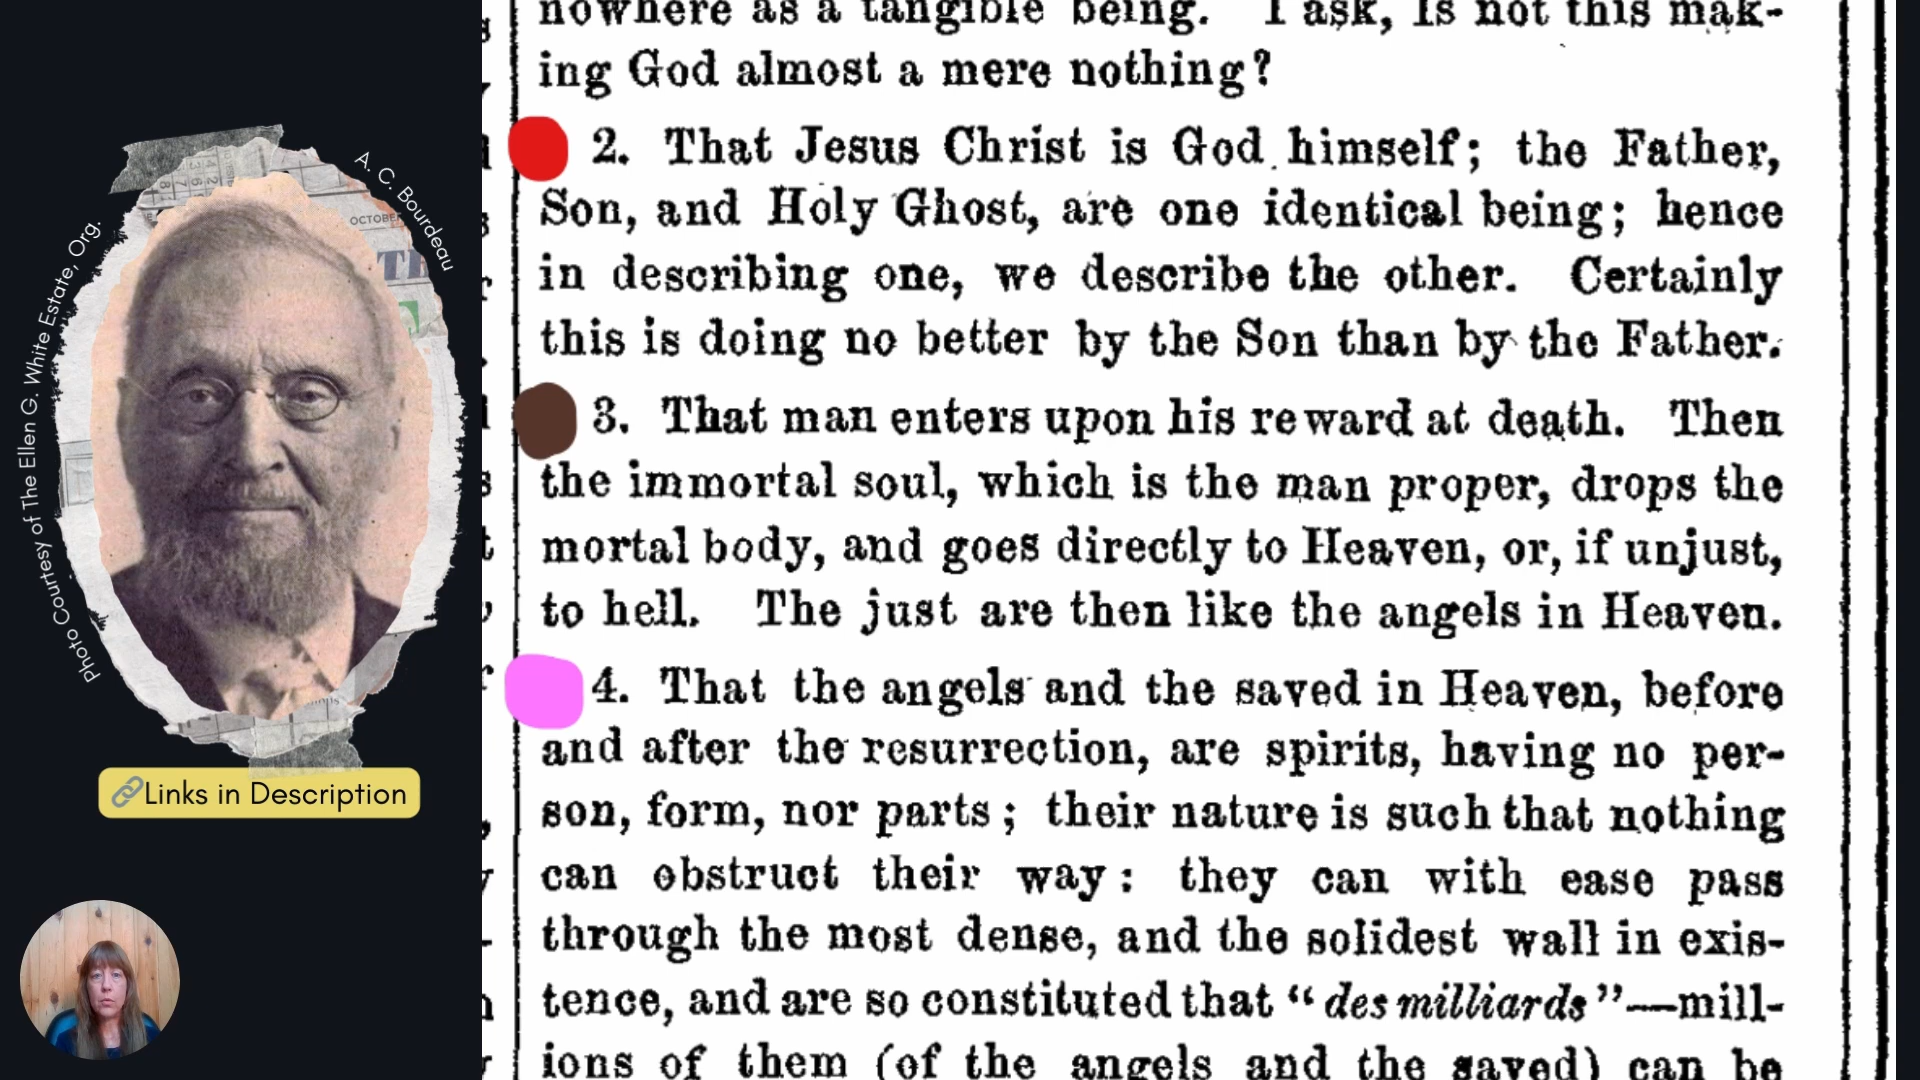 nowhere as a tangible being. I ask, Is not this mak-
ing God almost a mere nothing?
2. That Jesus Christ is God himself; the Father,
Son, and Holy Ghost, are one identical being; hence
in describing one, we describe the other. Certainly
this is doing no better by the Son than by the Father.
3. That man enters upon his reward at death. Then
the immortal soul, which is the man proper, drops the
mortal body, and goes directly to Heaven, or, if unjust,
to hell. The just are then like the angels in Heaven.
4. That the angels and the saved in Heaven, before
and after the resurrection, are spirits, having no per-
son, form, nor parts; their nature is such that nothing
can obstruct their way: they can with ease pass
through the most dense, and the solidest wall in exis-
tence, and are so constituted that "des milliards"—mill-
ions of them (of the angels and the saved) can be
Photo Courtesy of The Ellen G. White Estate, Org.
A. C. Bourdeau
OCTOBER
Links in Description